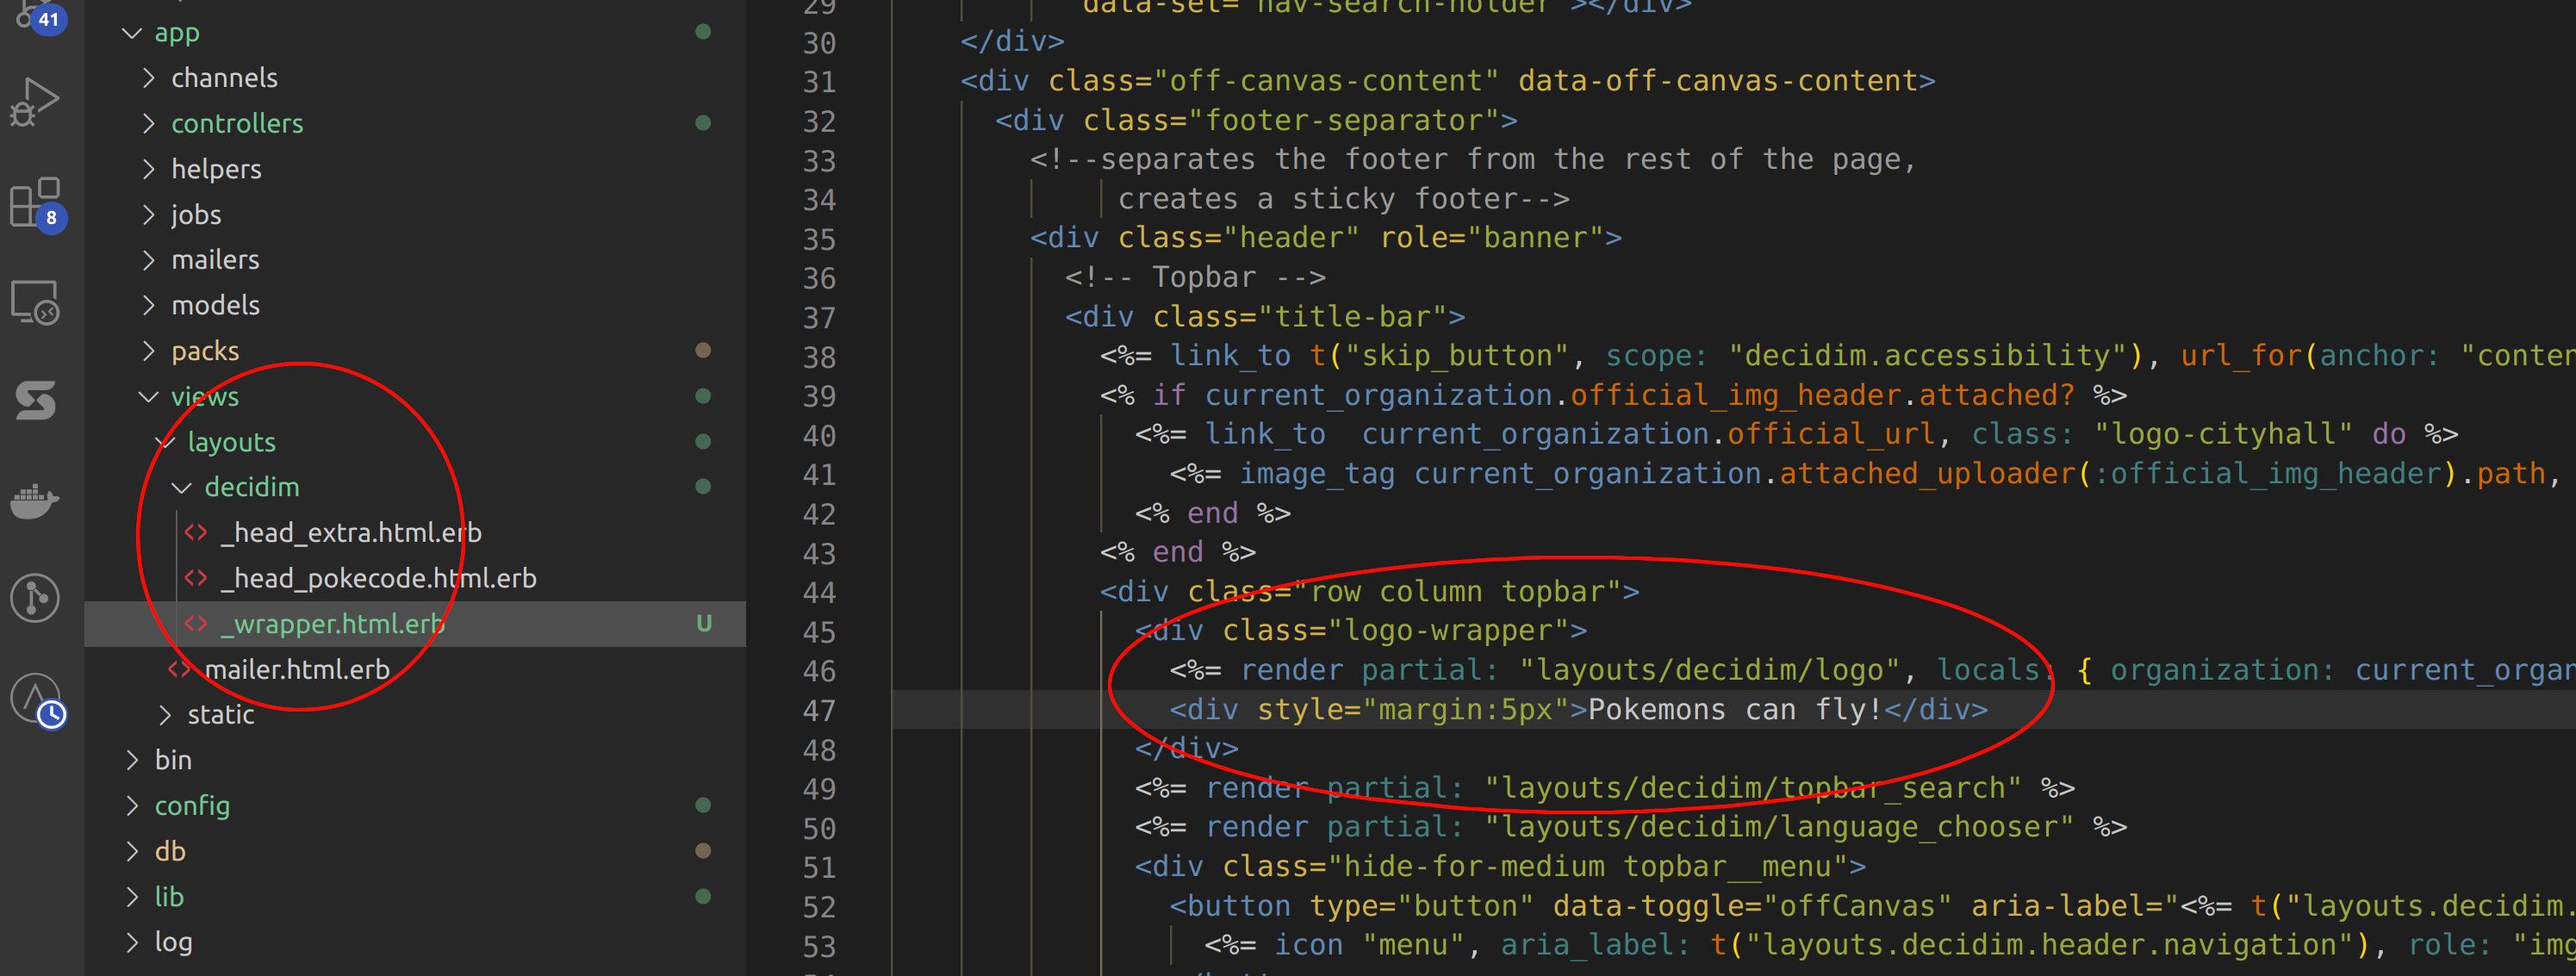 41
8
app
channels
controllers
helpers
jobs
mailers
models
packs
views
layouts
decidim
_head_extra.html.erb
_head_pokecode.html.erb
_wrapper.html.erb U
mailer.html.erb
static
bin
config
db
lib
log
29 data-set="nav-search-holder"></div>
30 </div>
31 <div class="off-canvas-content" data-off-canvas-content>
32 <div class="footer-separator">
33 <!--separates the footer from the rest of the page,
34 creates a sticky footer-->
35 <div class="header" role="banner">
36 <!-- Topbar -->
37 <div class="title-bar">
38 <%= link_to t("skip_button", scope: "decidim.accessibility"), url_for(anchor: "conten
39 <% if current_organization.official_img_header.attached? %>
40 <%= link_to  current_organization.official_url, class: "logo-cityhall" do %>
41 <%= image_tag current_organization.attached_uploader(:official_img_header).path,
42 <% end %>
43 <% end %>
44 <div class="row column topbar">
45 <div class="logo-wrapper">
46 <%= render partial: "layouts/decidim/logo", locals: { organization: current_organ
47 <div style="margin:5px">Pokemons can fly!</div>
48 </div>
49 <%= render partial: "layouts/decidim/topbar_search" %>
50 <%= render partial: "layouts/decidim/language_chooser" %>
51 <div class="hide-for-medium topbar__menu">
52 <button type="button" data-toggle="offCanvas" aria-label="<%= t("layouts.decidim.
53 <%= icon "menu", aria_label: t("layouts.decidim.header.navigation"), role: "img